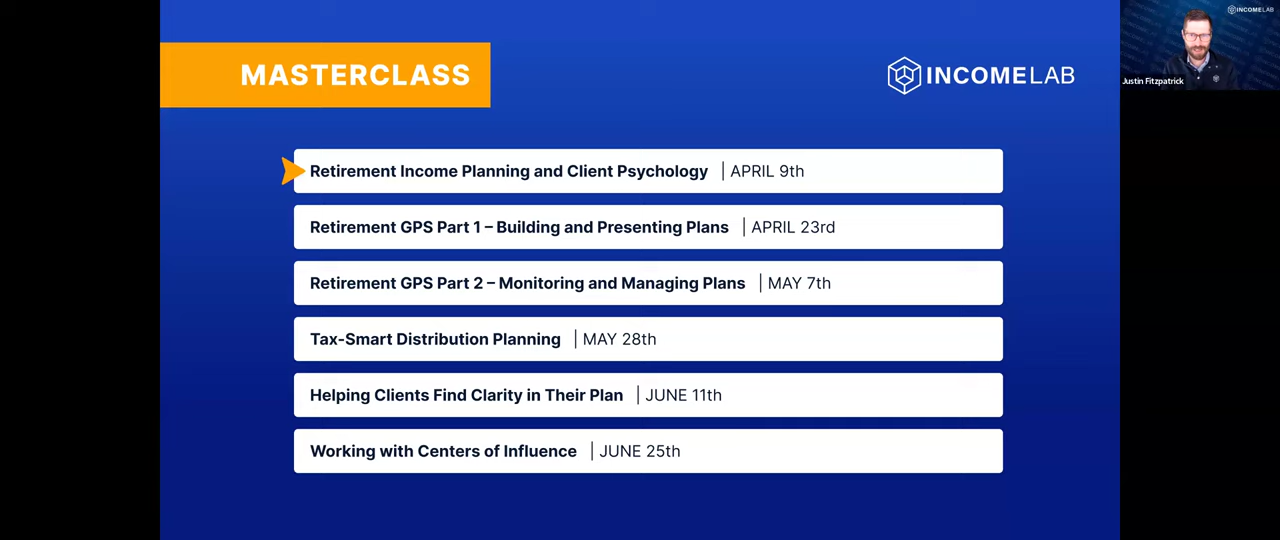 MASTERCLASS
INCOMELAB
Retirement Income Planning and Client Psychology | APRIL 9th
Retirement GPS Part 1 – Building and Presenting Plans | APRIL 23rd
Retirement GPS Part 2 – Monitoring and Managing Plans | MAY 7th
Tax-Smart Distribution Planning | MAY 28th
Helping Clients Find Clarity in Their Plan | JUNE 11th
Working with Centers of Influence | JUNE 25th
INCOMELAB
Justin Fitzpatrick